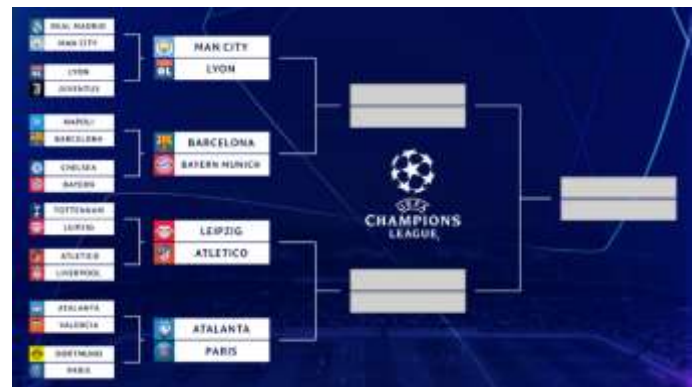 REAL MADRID
MAN CITY
LYON
JUVENTUS
NAPOLI
BARCELONA
CHELSEA
BAYERN
TOTTENHAM
LEIPZIG
ATLETICO
LIVERPOOL
ATALANTA
VALENCIA
DORTMUND
PARIS
MAN CITY
LYON
BARCELONA
BAYERN MUNICH
LEIPZIG
ATLETICO
ATALANTA
PARIS
UEFA
CHAMPIONS
LEAGUE